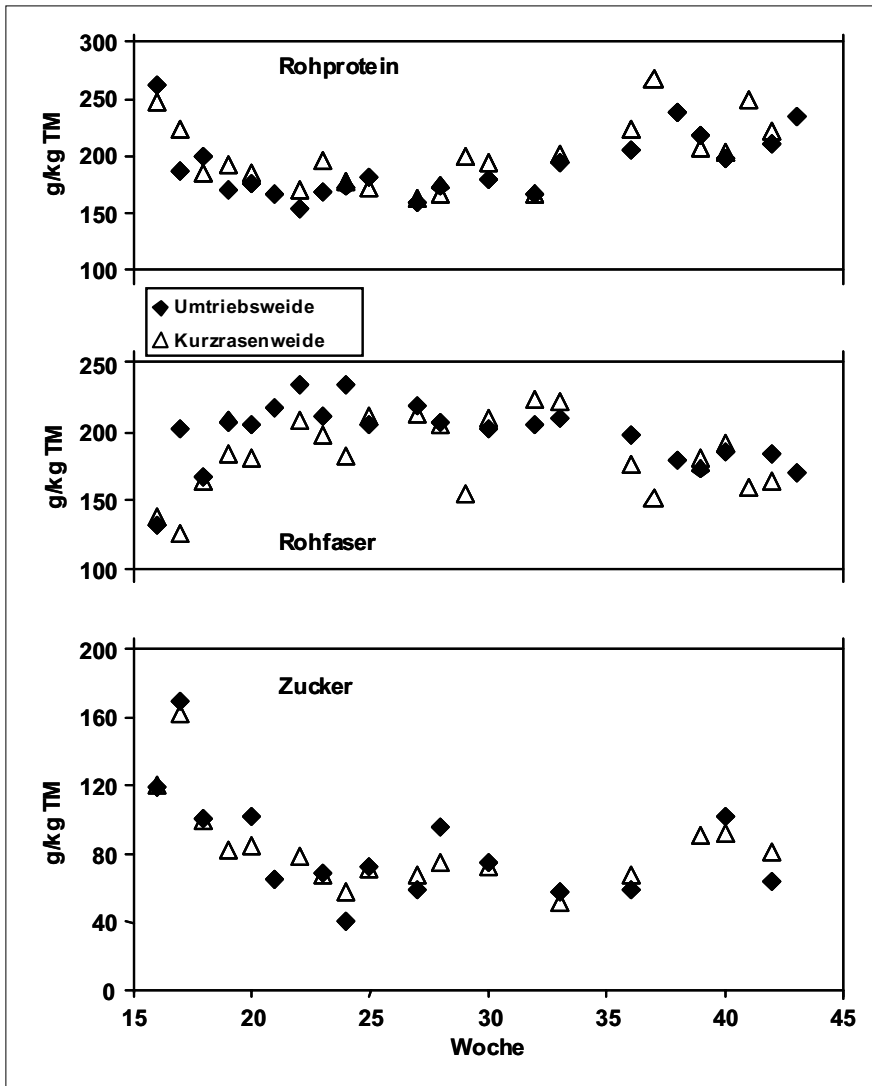 300
Rohprotein
250
g/kg TM
200
150
100
Umtriebsweide
Kurzrasenweide
250
200
g/kg TM
150
Rohfaser
100
200
Zucker
160
120
g/kg TM
80
40
0
15 20 25 30 35 40 45
Woche